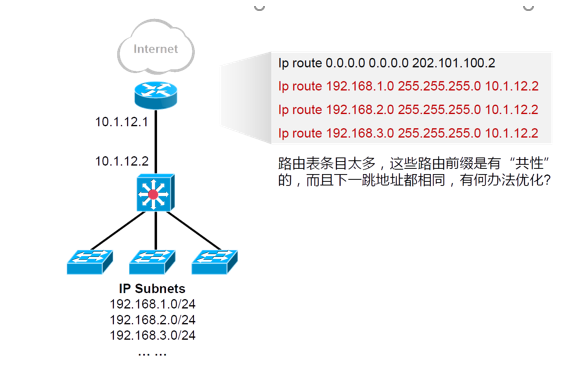 Internet
Ip route 0.0.0.0 0.0.0.0 202.101.100.2
Ip route 192.168.1.0 255.255.255.0 10.1.12.2
Ip route 192.168.2.0 255.255.255.0 10.1.12.2
Ip route 192.168.3.0 255.255.255.0 10.1.12.2
10.1.12.1
10.1.12.2
路由表条目太多，这些路由前缀是有“共性”
的，而且下一跳地址都相同，有何办法优化?
IP Subnets
192.168.1.0/24
192.168.2.0/24
192.168.3.0/24
... ...